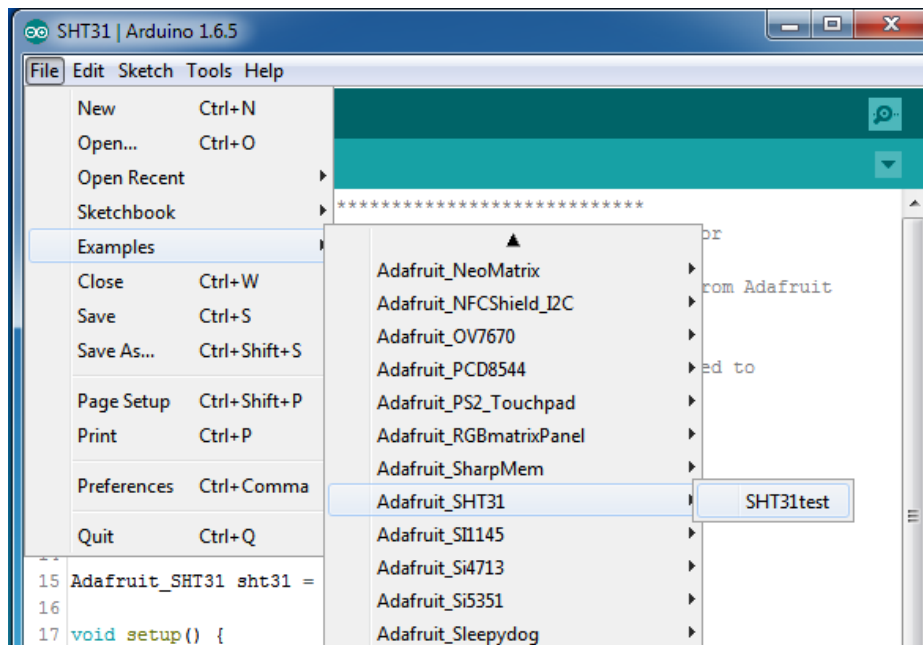 SHT31 | Arduino 1.6.5
File Edit Sketch Tools Help
New Ctrl+N
Open... Ctrl+O
Open Recent
Sketchbook
Examples
Close Ctrl+W
Save Ctrl+S
Save As... Ctrl+Shift+S
Page Setup Ctrl+Shift+P
Print Ctrl+P
Preferences Ctrl+Comma
Quit Ctrl+Q
Adafruit_NeoMatrix
Adafruit_NFCShield_I2C
Adafruit_OV7670
Adafruit_PCD8544
Adafruit_PS2_Touchpad
Adafruit_RGBmatrixPanel
Adafruit_SharpMem
Adafruit_SHT31
Adafruit_SI1145
Adafruit_Si4713
Adafruit_Si5351
Adafruit_Sleepydog
SHT31test
****************************
or
rom Adafruit
ed to
15 Adafruit_SHT31 sht31 =
16
17 void setup() {